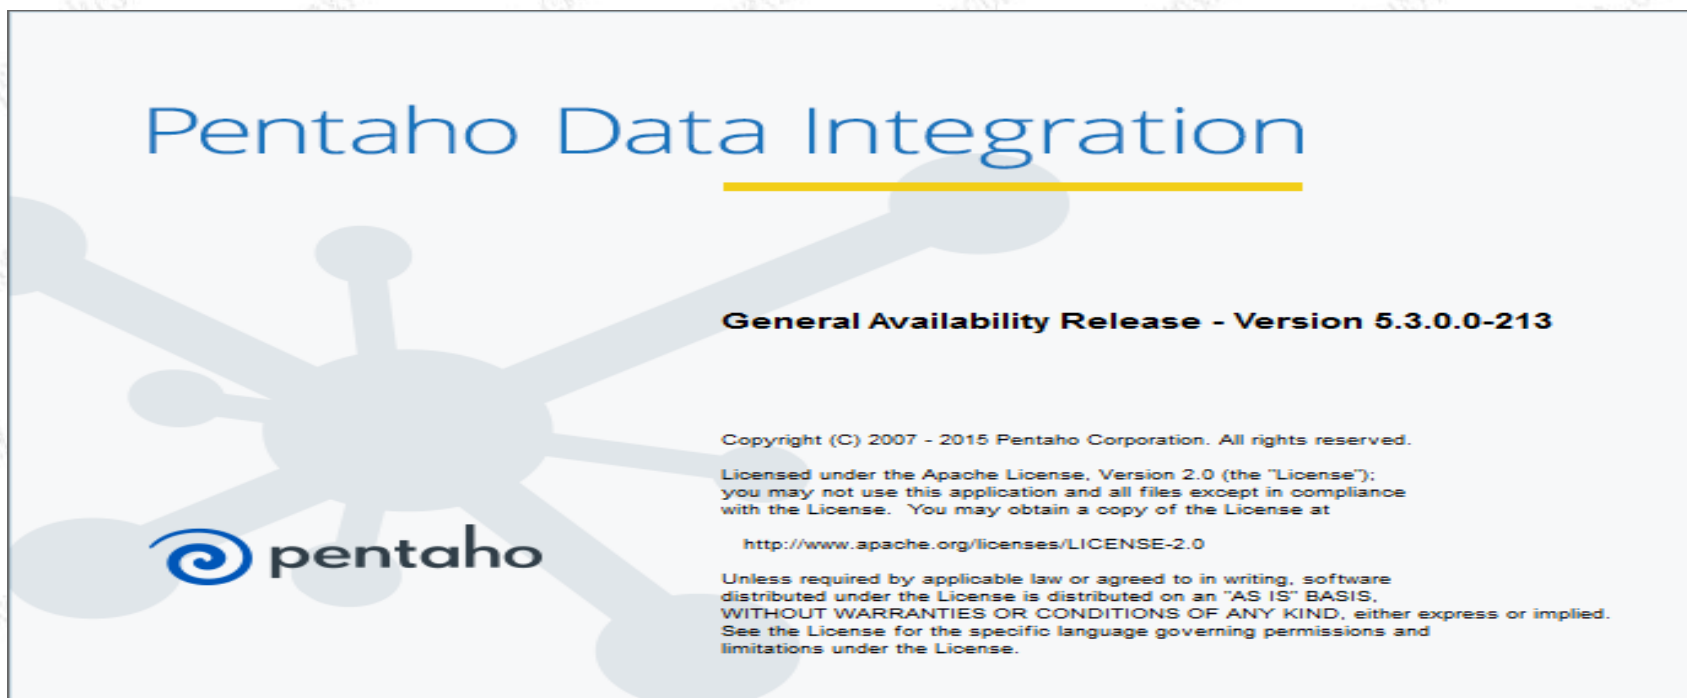 Pentaho Data Integration
General Availability Release - Version 5.3.0.0-213
Copyright (C) 2007 - 2015 Pentaho Corporation. All rights reserved.
Licensed under the Apache License, Version 2.0 (the "License");
you may not use this application and all files except in compliance
with the License.  You may obtain a copy of the License at
http://www.apache.org/licenses/LICENSE-2.0
pentaho
Unless required by applicable law or agreed to in writing, software
distributed under the License is distributed on an "AS IS" BASIS,
WITHOUT WARRANTIES OR CONDITIONS OF ANY KIND, either express or implied.
See the License for the specific language governing permissions and
limitations under the License.